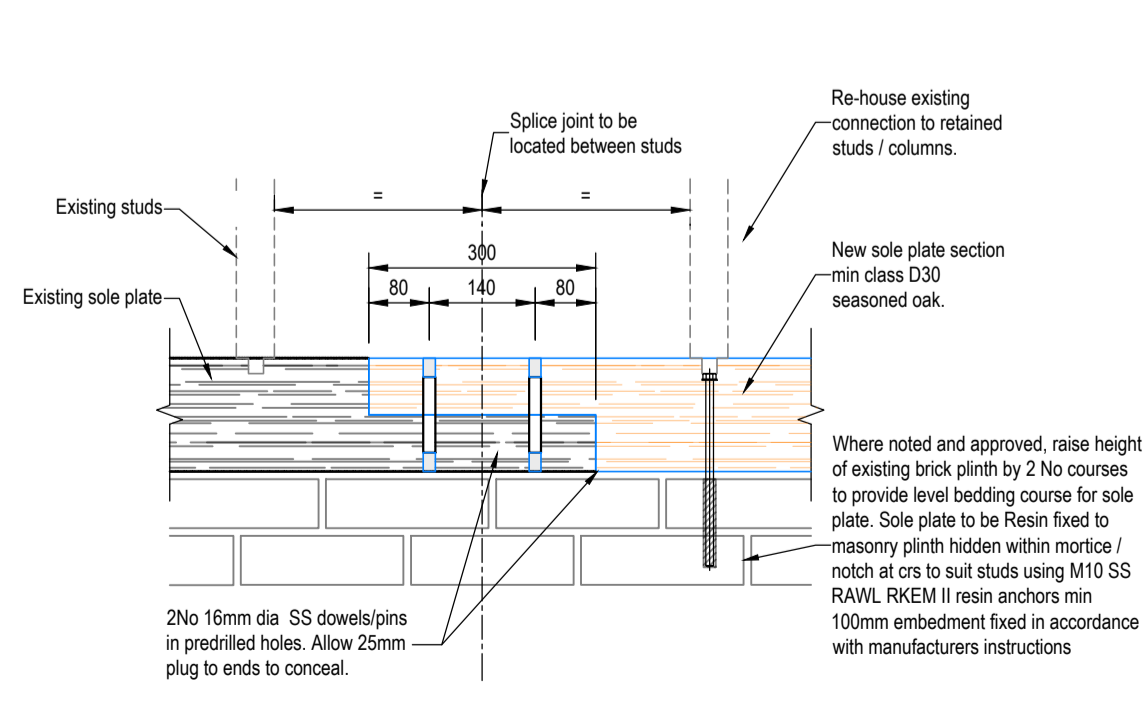 Re-house existing
connection to retained
studs / columns.
Splice joint to be
located between studs
Existing studs
=
=
300
80
140
80
New sole plate section
min class D30
seasoned oak.
Existing sole plate
Where noted and approved, raise height
of existing brick plinth by 2 No courses
to provide level bedding course for sole
plate. Sole plate to be Resin fixed to
masonry plinth hidden within mortice /
notch at crs to suit studs using M10 SS
RAWL RKEM II resin anchors min
100mm embedment fixed in accordance
with manufacturers instructions
2No 16mm dia  SS dowels/pins
in predrilled holes. Allow 25mm
plug to ends to conceal.